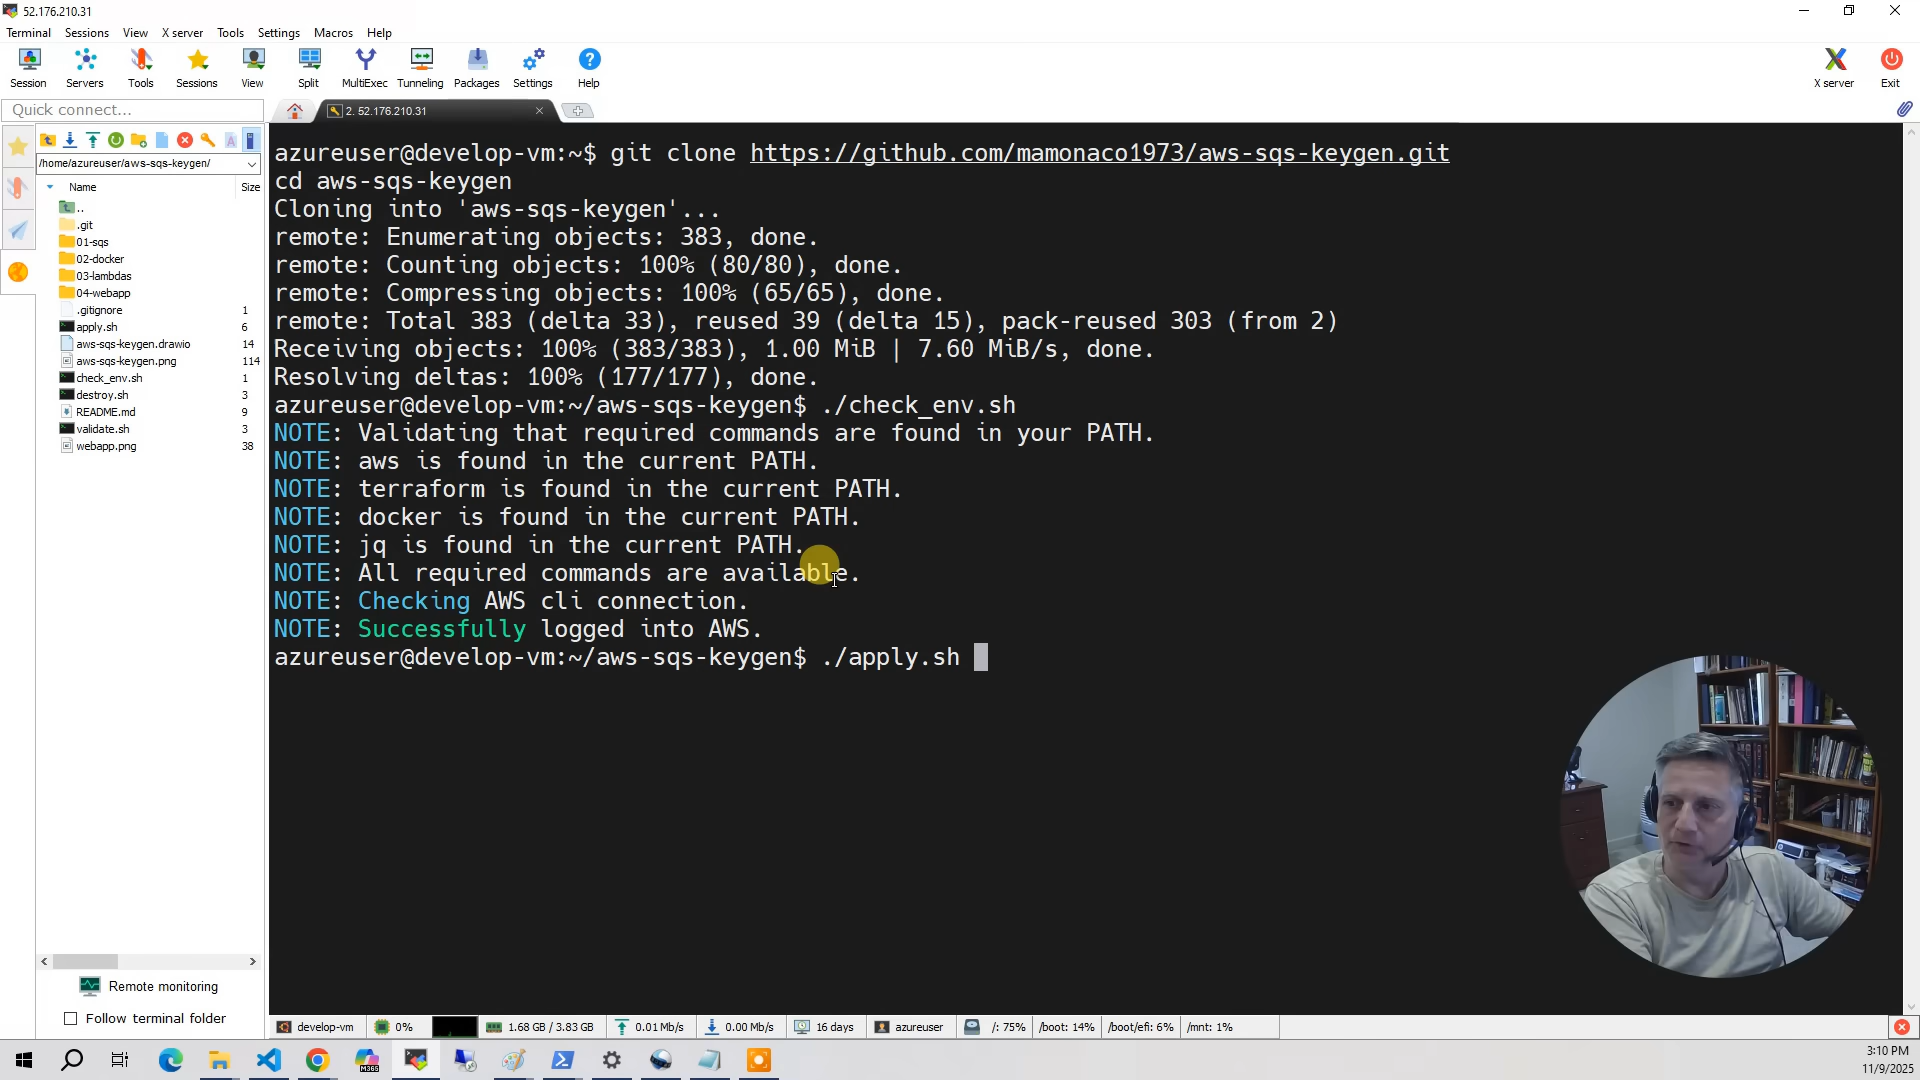 52.176.210.31
Terminal Sessions View X server Tools Settings Macros Help
Session Servers Tools Sessions View Split MultiExec Tunneling Packages Settings Help X server Exit
Quick connect...
2. 52.176.210.31
/home/azureuser/aws-sqs-keygen/
Name Size
..
.git
01-sqs
02-docker
03-lambdas
04-webapp
.gitignore 1
apply.sh 6
aws-sqs-keygen.drawio 14
aws-sqs-keygen.png 114
check_env.sh 1
destroy.sh 3
README.md 9
validate.sh 3
webapp.png 38
Remote monitoring
Follow terminal folder
azureuser@develop-vm:~$ git clone https://github.com/mamonaco1973/aws-sqs-keygen.git
cd aws-sqs-keygen
Cloning into 'aws-sqs-keygen'...
remote: Enumerating objects: 383, done.
remote: Counting objects: 100% (80/80), done.
remote: Compressing objects: 100% (65/65), done.
remote: Total 383 (delta 33), reused 39 (delta 15), pack-reused 303 (from 2)
Receiving objects: 100% (383/383), 1.00 MiB | 7.60 MiB/s, done.
Resolving deltas: 100% (177/177), done.
azureuser@develop-vm:~/aws-sqs-keygen$ ./check_env.sh
NOTE: Validating that required commands are found in your PATH.
NOTE: aws is found in the current PATH.
NOTE: terraform is found in the current PATH.
NOTE: docker is found in the current PATH.
NOTE: jq is found in the current PATH.
NOTE: All required commands are available.
NOTE: Checking AWS cli connection.
NOTE: Successfully logged into AWS.
azureuser@develop-vm:~/aws-sqs-keygen$ ./apply.sh
develop-vm 0% 1.68 GB / 3.83 GB 0.01 Mb/s 0.00 Mb/s 16 days azureuser /: 75% /boot: 14% /boot/efi: 6% /mnt: 1%
M365
3:10 PM
11/9/2025